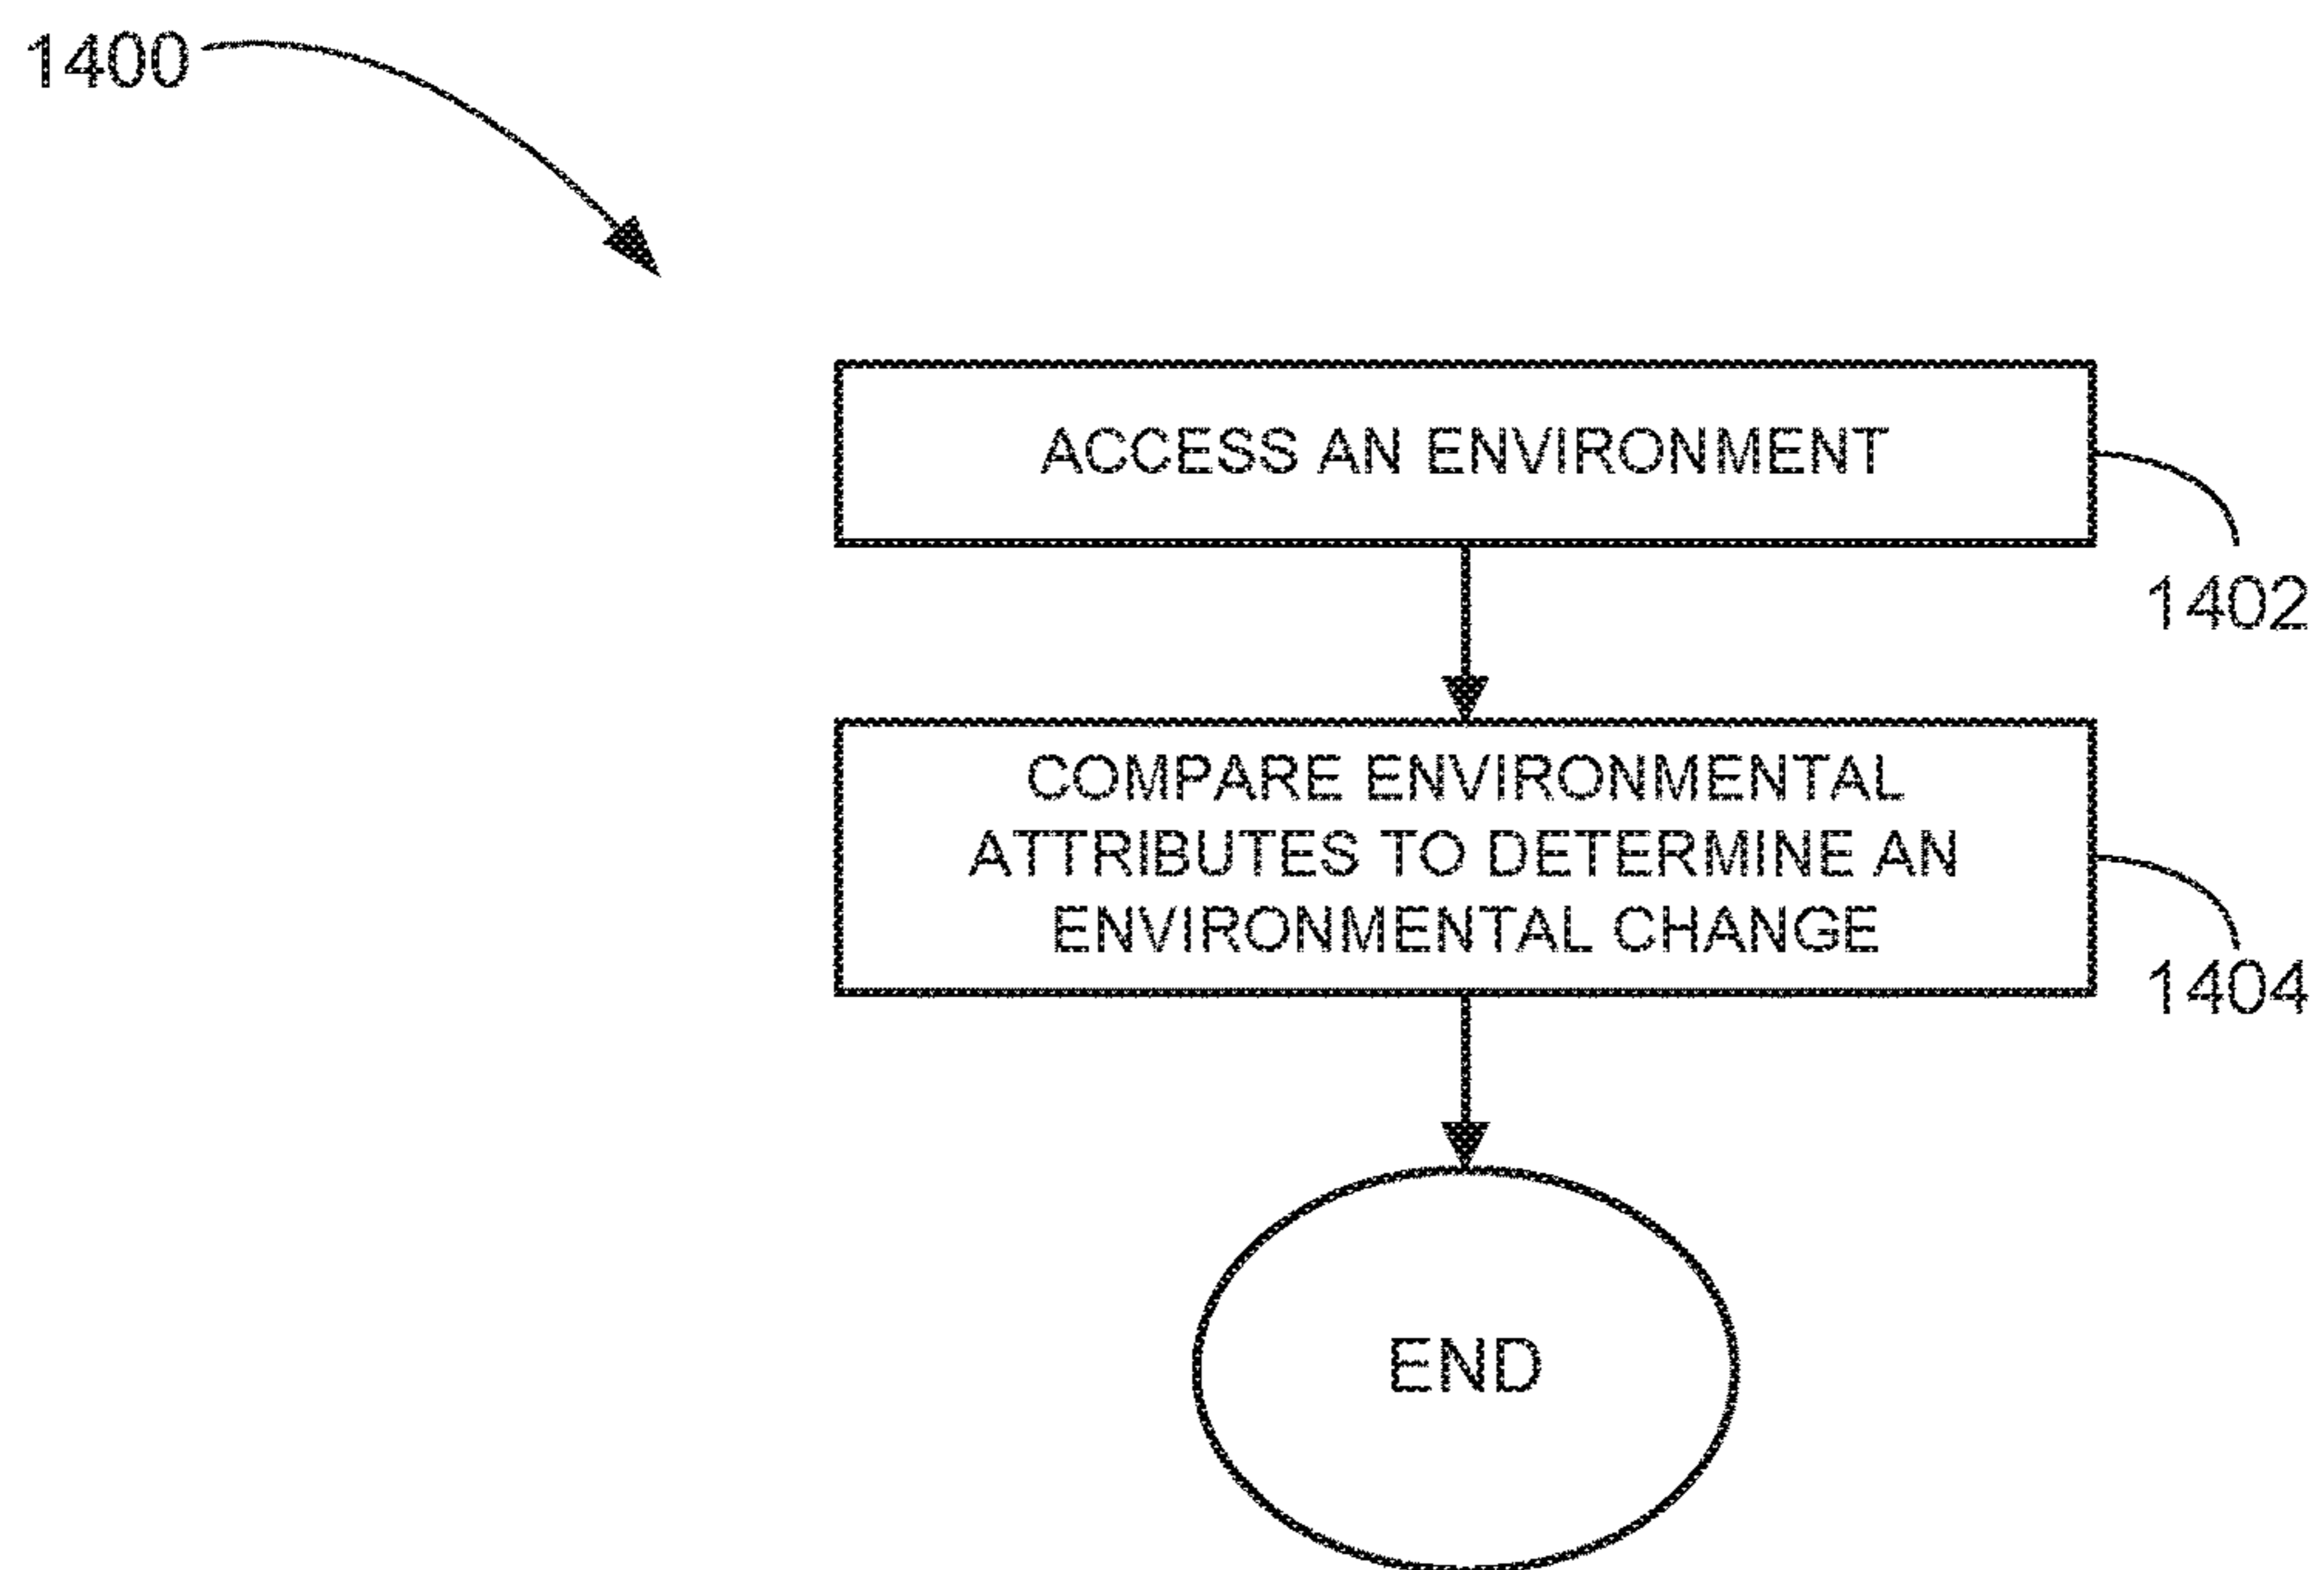 1400
ACCESS AN ENVIRONMENT
1402
COMPARE ENVIRONMENTAL
ATTRIBUTES TO DETERMINE AN
ENVIRONMENTAL CHANGE
1404
END